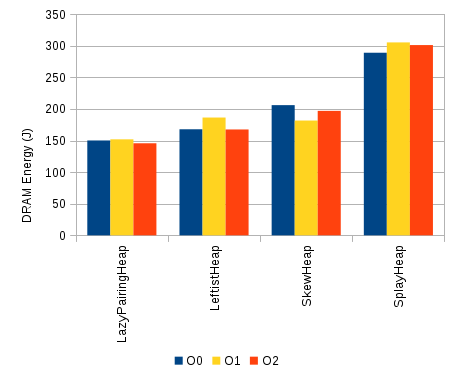 350
300
250
200
150
100
50
0
DRAM Energy (J)
LazyPairingHeap
LeftistHeap
SkewHeap
SplayHeap
O0 O1 O2